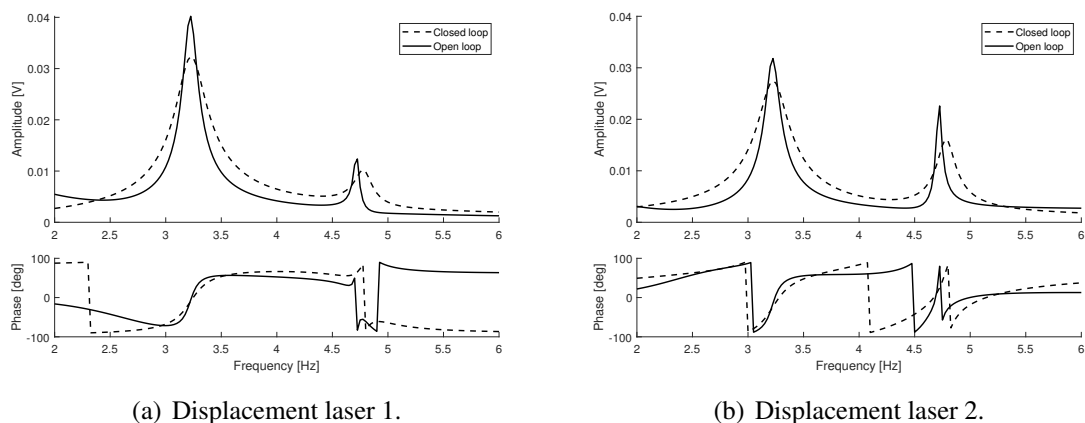 0.04
0.03
0.02
0.01
0
Amplitude [V]
Closed loop
Open loop
2 2.5 3 3.5 4 4.5 5 5.5 6
100
0
-100
Phase [deg]
2 2.5 3 3.5 4 4.5 5 5.5 6
Frequency [Hz]
(a) Displacement laser 1.
0.04
0.03
0.02
0.01
0
Amplitude [V]
Closed loop
Open loop
2 2.5 3 3.5 4 4.5 5 5.5 6
100
0
-100
Phase [deg]
2 2.5 3 3.5 4 4.5 5 5.5 6
Frequency [Hz]
(b) Displacement laser 2.